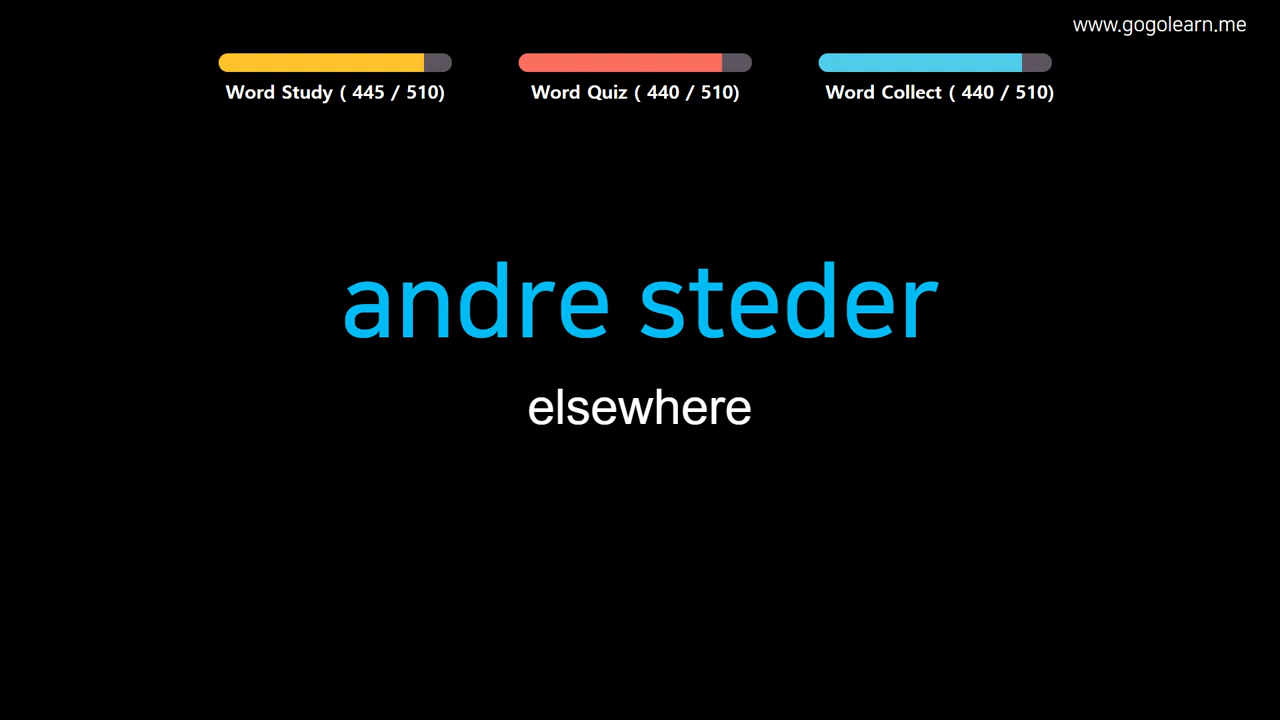 www.gogolearn.me
Word Study ( 445 / 510)
Word Quiz ( 440 / 510)
Word Collect ( 440 / 510)
andre steder
elsewhere